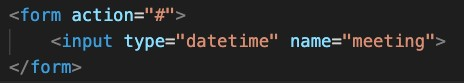 <form action="#">
    <input type="datetime" name="meeting">
</form>